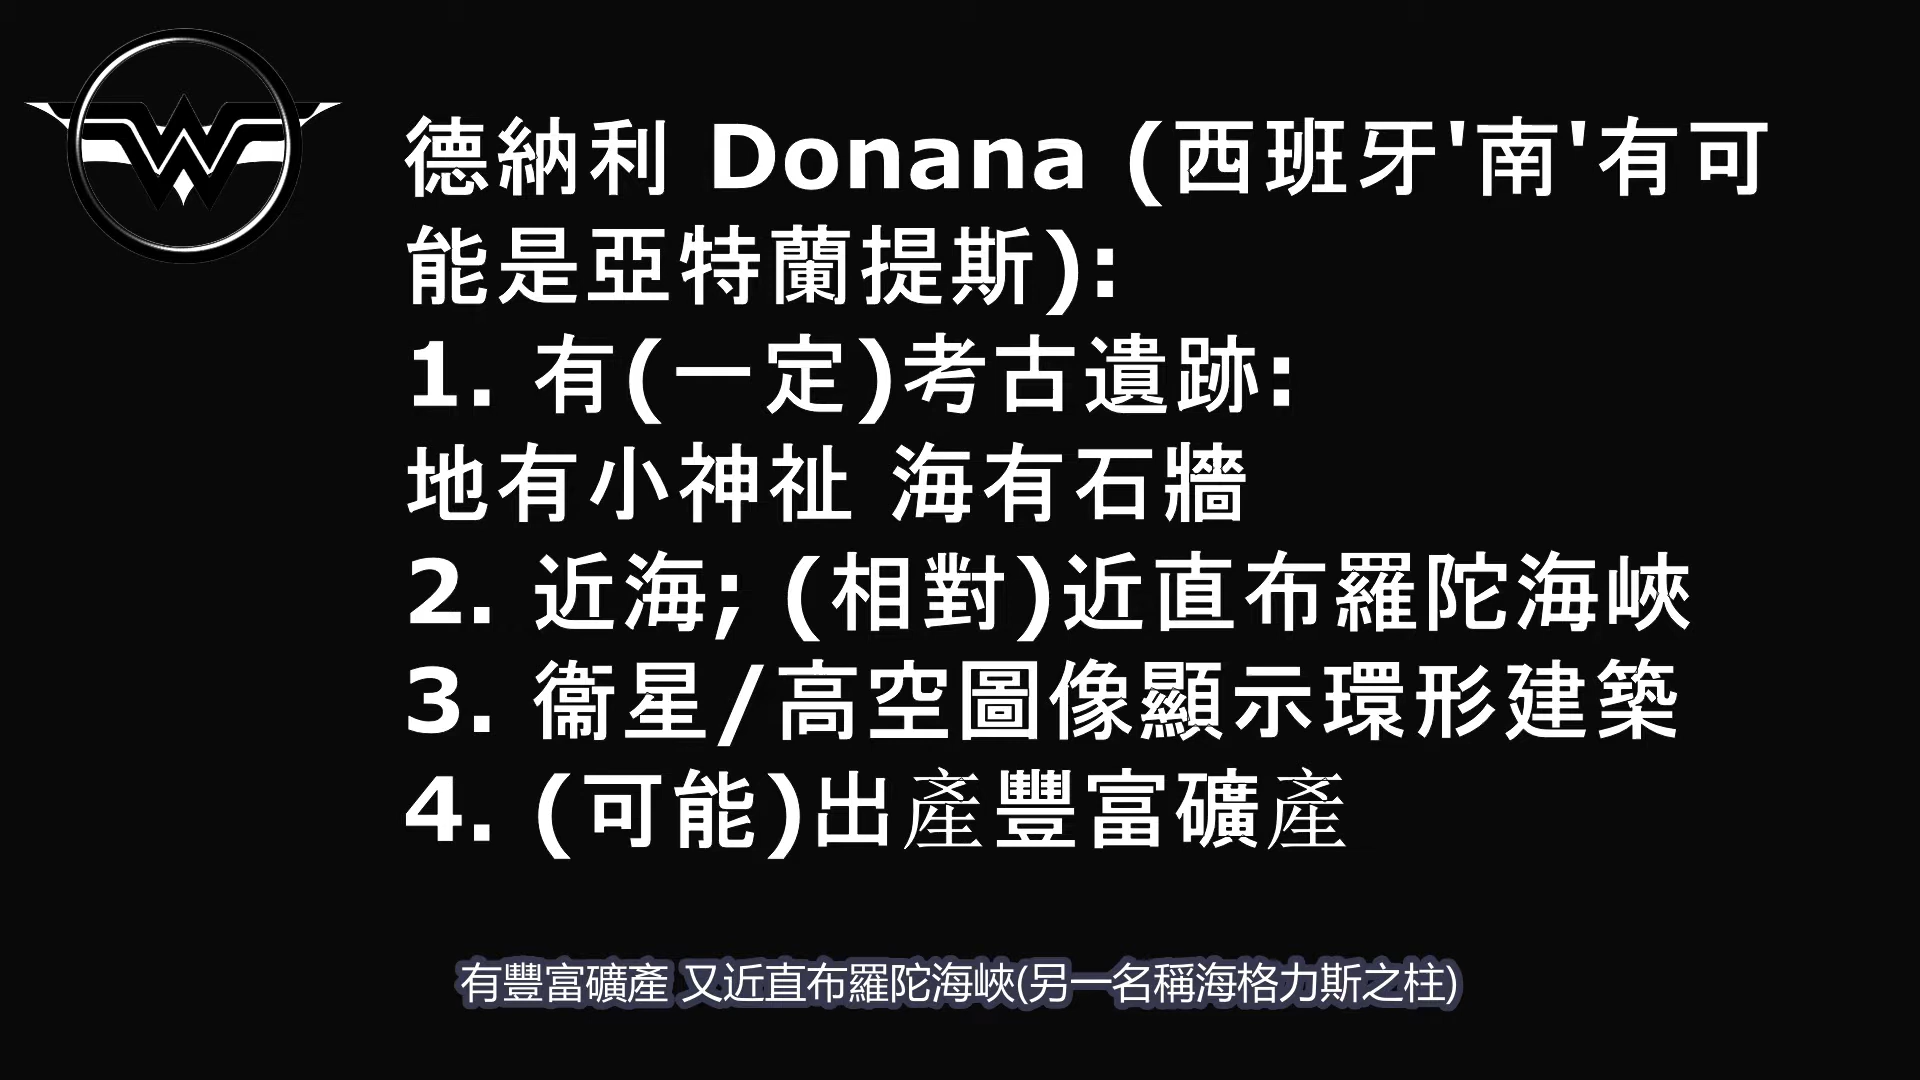 德納利 Donana (西班牙'南'有可
能是亞特蘭提斯):
1. 有(一定)考古遺跡:
地有小神祉 海有石牆
2. 近海; (相對)近直布羅陀海峽
3. 衞星/高空圖像顯示環形建築
4. (可能)出產豐富礦產
有豐富礦產 又近直布羅陀海峽(另一名稱海格力斯之柱)